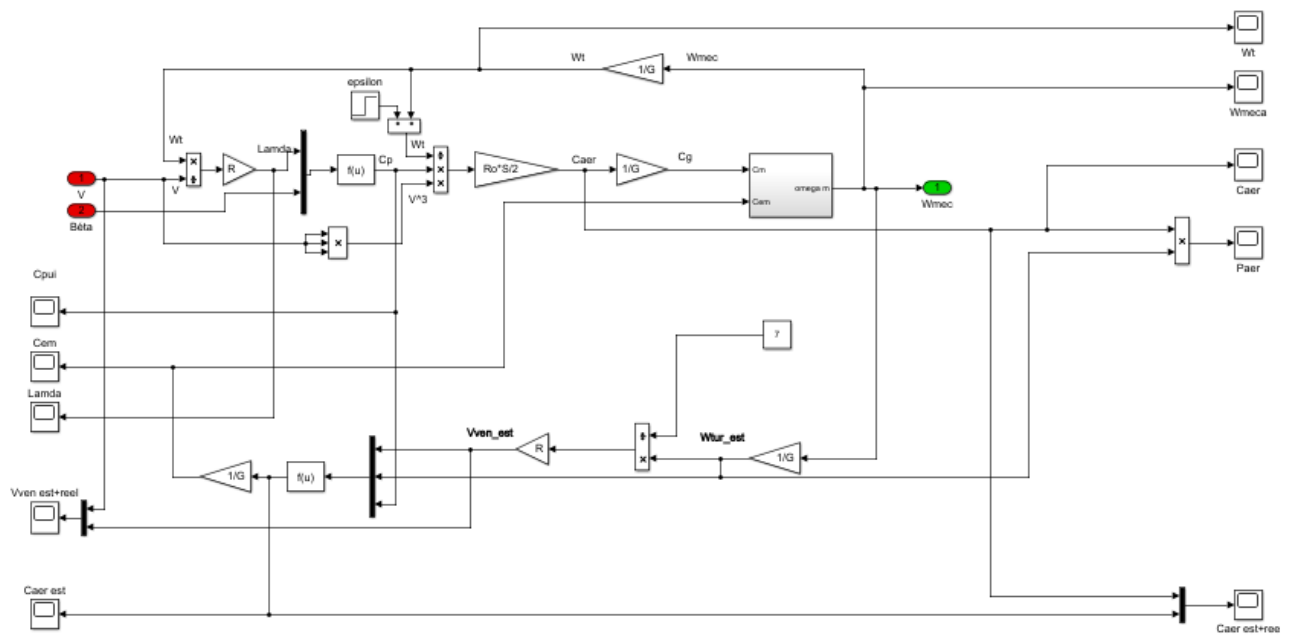 Wt
Wt
1/G
Wmec
epsilon
Wmeca
Wt
Lamda
Wt
Cp
Caer
Cg
R
f(u)
Ro*S/2
1/G
Cm
omega m
Cem
1
V
V
2
Bèta
V^3
1
Wmec
Caer
Paer
Cpui
7
Cem
Lamda
Vven_est
Wtur_est
R
1/G
1/G
f(u)
Vven est+reel
Caer est
Caer est+ree